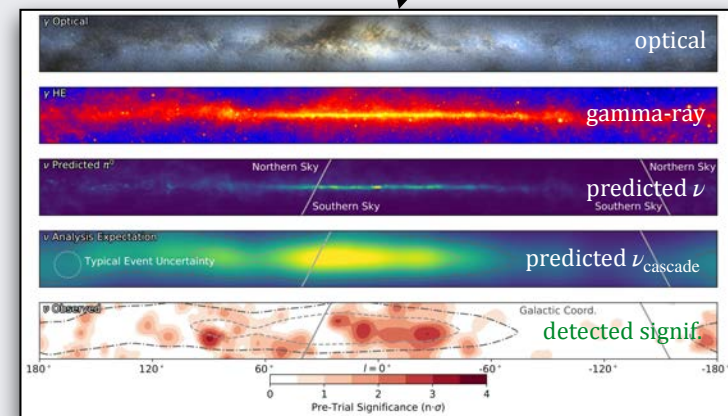 γ Optical
optical
γ HE
gamma-ray
ν Predicted π⁰
Northern Sky
Northern Sky
predicted ν
Southern Sky
Southern Sky
ν Analysis Expectation
Typical Event Uncertainty
predicted ν_cascade
ν Observed
Galactic Coord.
detected signif.
180° 120° 60° l = 0° -60° -120° -180°
0 1 2 3 4
Pre-Trial Significance (n·σ)